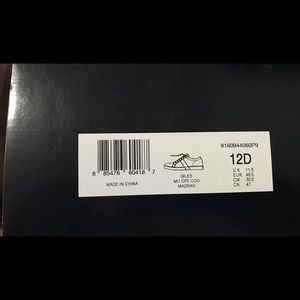 8160944060P9
12D
U.K. 11.5
EUR. 46.5
CM 30.5
CN 47
8 85476 60418 7
MADE IN CHINA
GILES
MU-CPE-COD
MADRAS